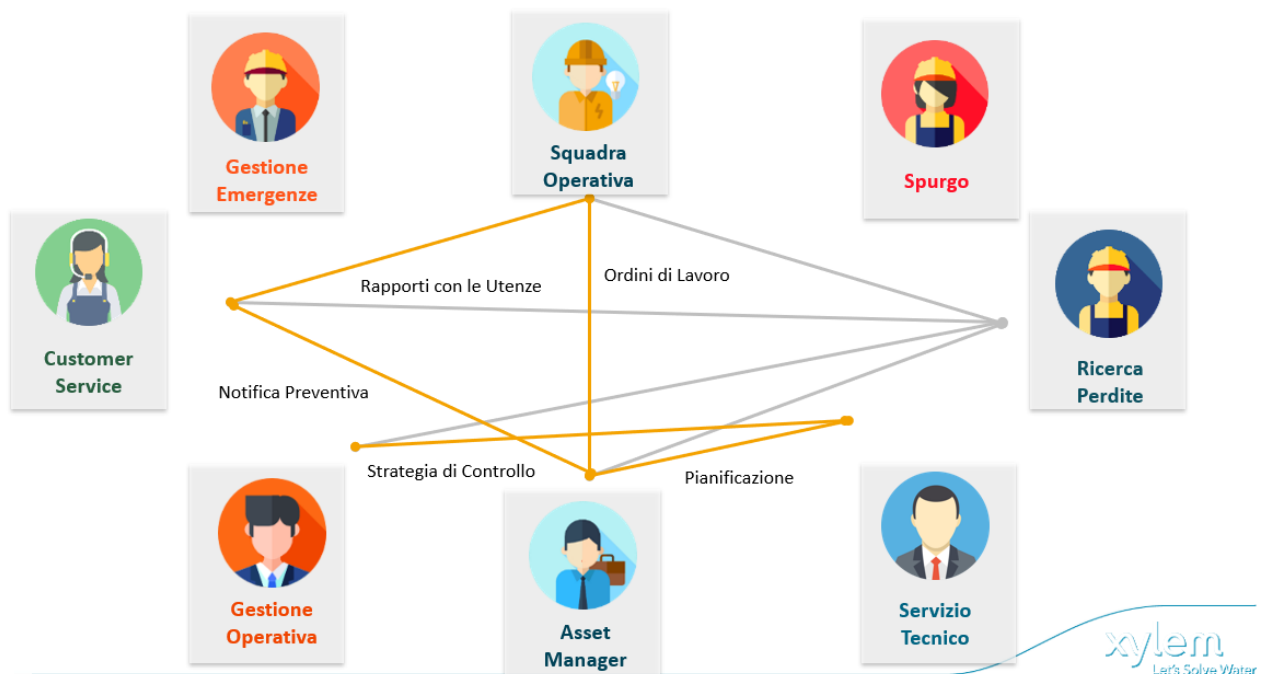 Gestione
Emergenze
Squadra
Operativa
Spurgo
Customer
Service
Rapporti con le Utenze
Ordini di Lavoro
Ricerca
Perdite
Notifica Preventiva
Strategia di Controllo
Pianificazione
Gestione
Operativa
Asset
Manager
Servizio
Tecnico
xylem
Let's Solve Water